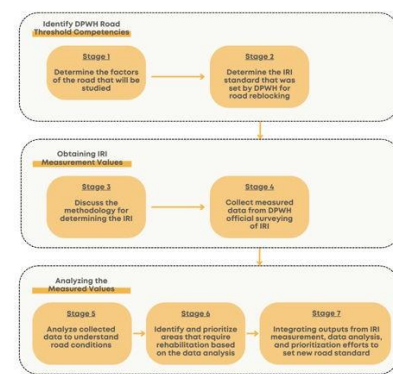 Identify DPWH Road
Threshold Competencies
Stage 1
Determine the factors
of the road that will be
studied
Stage 2
Determine the IRI
standard that was
set by DPWH for
road reblocking
Obtaining IRI
Measurement Values
Stage 3
Discuss the
methodology for
determining the IRI
Stage 4
Collect measured
data from DPWH
official surveying
of IRI
Analyzing the
Measured Values
Stage 5
Analyze collected
data to understand
road conditions
Stage 6
Identify and prioritize
areas that require
rehabilitation based
on the data analysis
Stage 7
Integrating outputs from IRI
measurement, data analysis,
and prioritization efforts to
set new road standard